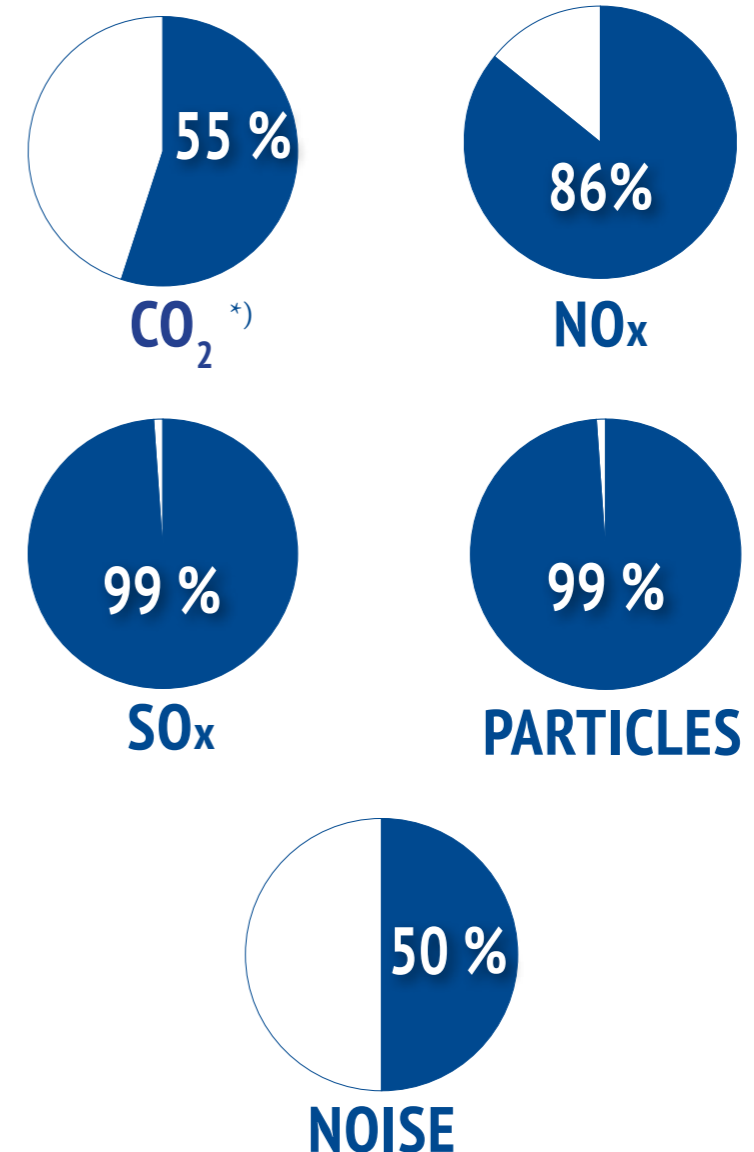 55 %
86%
CO₂ *)
NOx
99 %
99 %
SOx
PARTICLES
50 %
NOISE